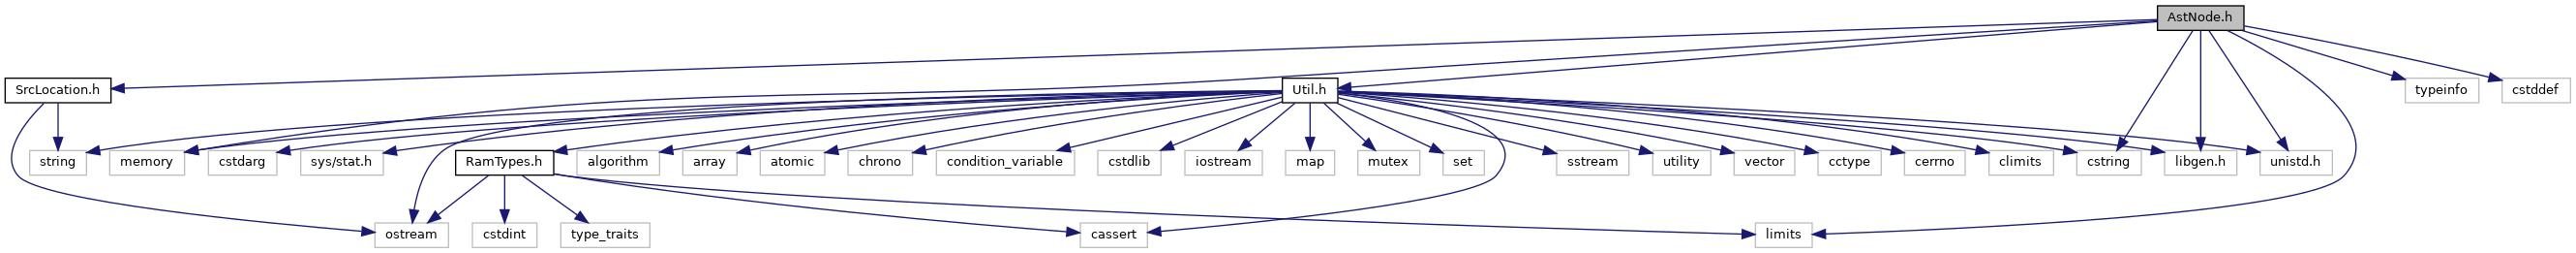 AstNode.h
SrcLocation.h
Util.h
typeinfo
cstddef
string
memory
cstdarg
sys/stat.h
RamTypes.h
algorithm
array
atomic
chrono
condition_variable
cstdlib
iostream
map
mutex
set
sstream
utility
vector
cctype
cerrno
climits
cstring
libgen.h
unistd.h
ostream
cstdint
type_traits
cassert
limits